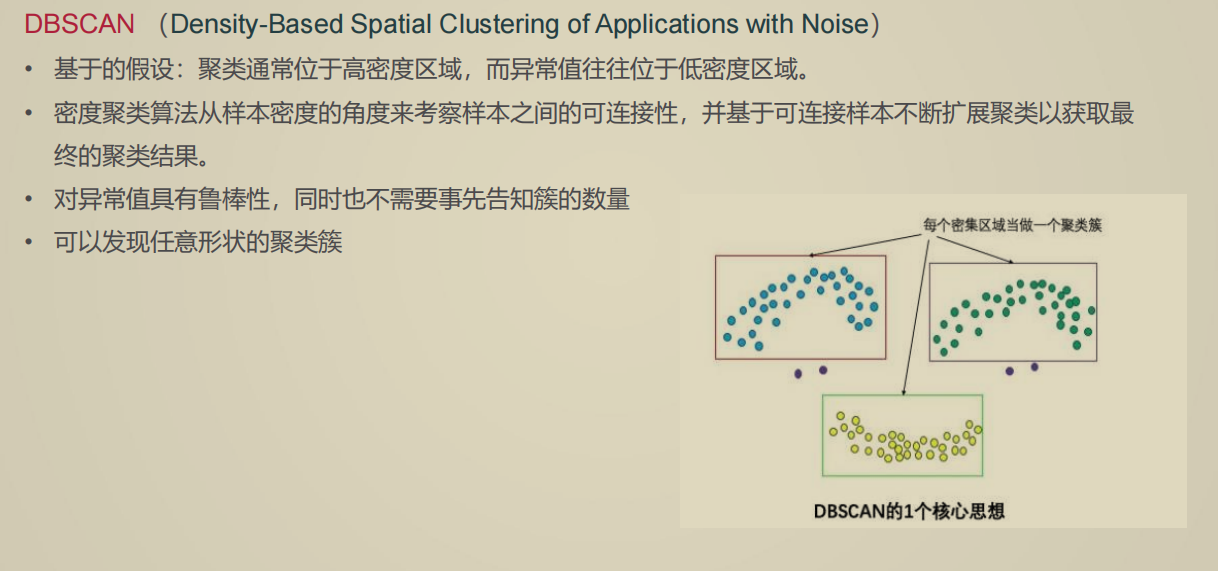 DBSCAN （Density-Based Spatial Clustering of Applications with Noise）
• 基于的假设：聚类通常位于高密度区域，而异常值往往位于低密度区域。
• 密度聚类算法从样本密度的角度来考察样本之间的可连接性，并基于可连接样本不断扩展聚类以获取最
终的聚类结果。
• 对异常值具有鲁棒性，同时也不需要事先告知簇的数量
• 可以发现任意形状的聚类簇
每个密集区域当做一个聚类簇
DBSCAN的1个核心思想